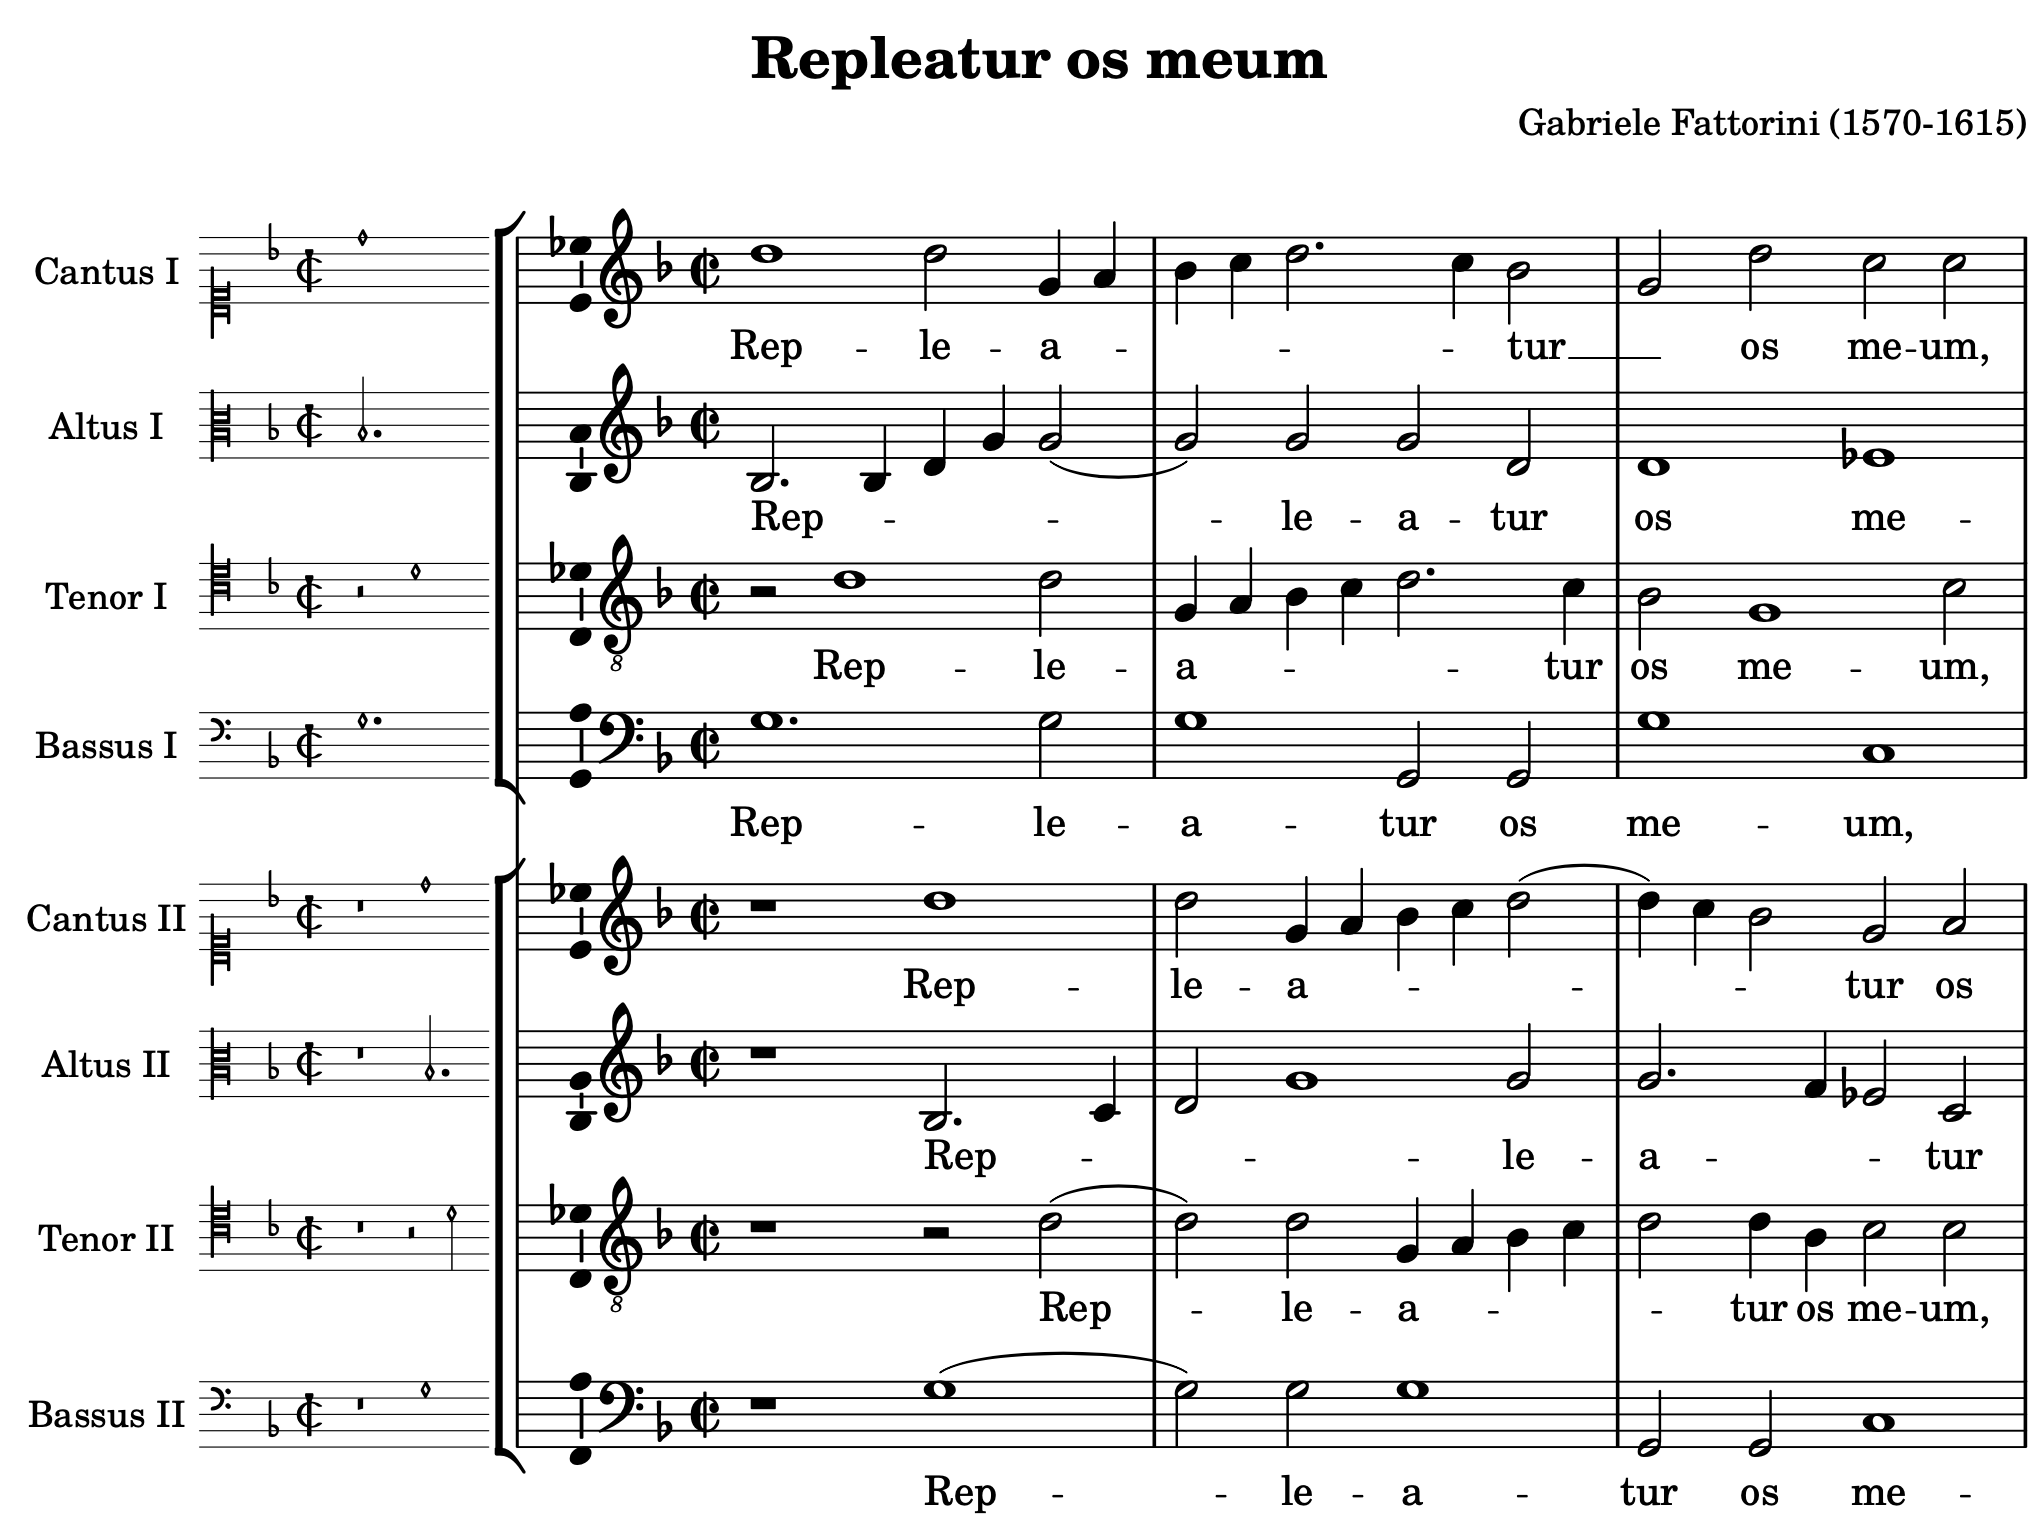 Repleatur os meum
Gabriele Fattorini (1570-1615)
Cantus I
Rep - le - a - - - tur __ os me - um,
Altus I
Rep - - - le - a - tur os me -
Tenor I
8
Rep - le - a - - tur os me - um,
Bassus I
Rep - le - a - tur os me - um,
Cantus II
Rep - le - a - - - tur os
Altus II
Rep - - - le - a - - tur
Tenor II
8
Rep - le - a - - tur os me - um,
Bassus II
Rep - - le - a - tur os me -